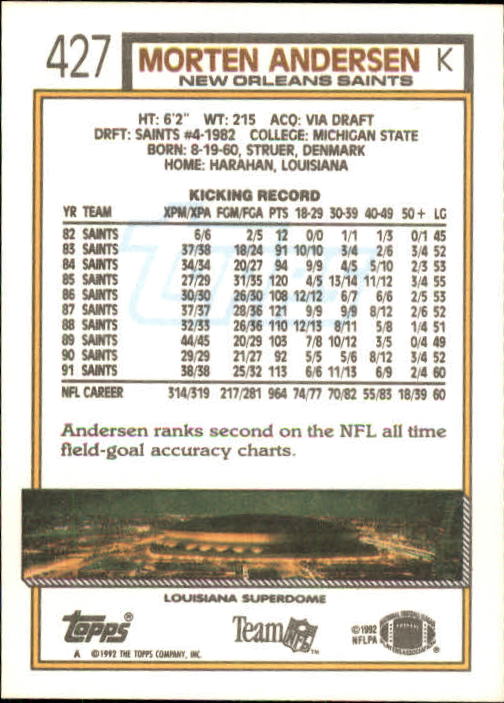 427 MORTEN ANDERSEN K
NEW ORLEANS SAINTS
HT: 6'2" WT: 215 ACQ: VIA DRAFT
DRFT: SAINTS #4-1982 COLLEGE: MICHIGAN STATE
BORN: 8-19-60, STRUER, DENMARK
HOME: HARAHAN, LOUISIANA
KICKING RECORD
YR TEAM XPM/XPA FGM/FGA PTS 18-29 30-39 40-49 50+ LG
82 SAINTS 6/6 2/5 12 0/0 1/1 1/3 0/1 45
83 SAINTS 37/38 18/24 91 10/10 3/4 2/6 3/4 52
84 SAINTS 34/34 20/27 94 9/9 4/5 5/10 2/3 53
85 SAINTS 27/29 31/35 120 4/5 13/14 11/12 3/4 55
86 SAINTS 30/30 26/30 108 12/12 6/7 6/6 2/5 53
87 SAINTS 37/37 28/36 121 9/9 9/9 8/12 2/6 52
88 SAINTS 32/33 26/36 110 12/13 8/11 5/8 1/4 51
89 SAINTS 44/45 20/29 103 7/8 10/12 3/5 0/4 49
90 SAINTS 29/29 21/27 92 5/5 5/6 8/12 3/4 52
91 SAINTS 38/38 25/32 113 6/6 11/13 6/9 2/4 60
NFL CAREER 314/319 217/281 964 74/77 70/82 55/83 18/39 60
Andersen ranks second on the NFL all time
field-goal accuracy charts.
LOUISIANA SUPERDOME
Topps® Team NFL™ ©1992 NFLPA ®
A ©1992 THE TOPPS COMPANY, INC.